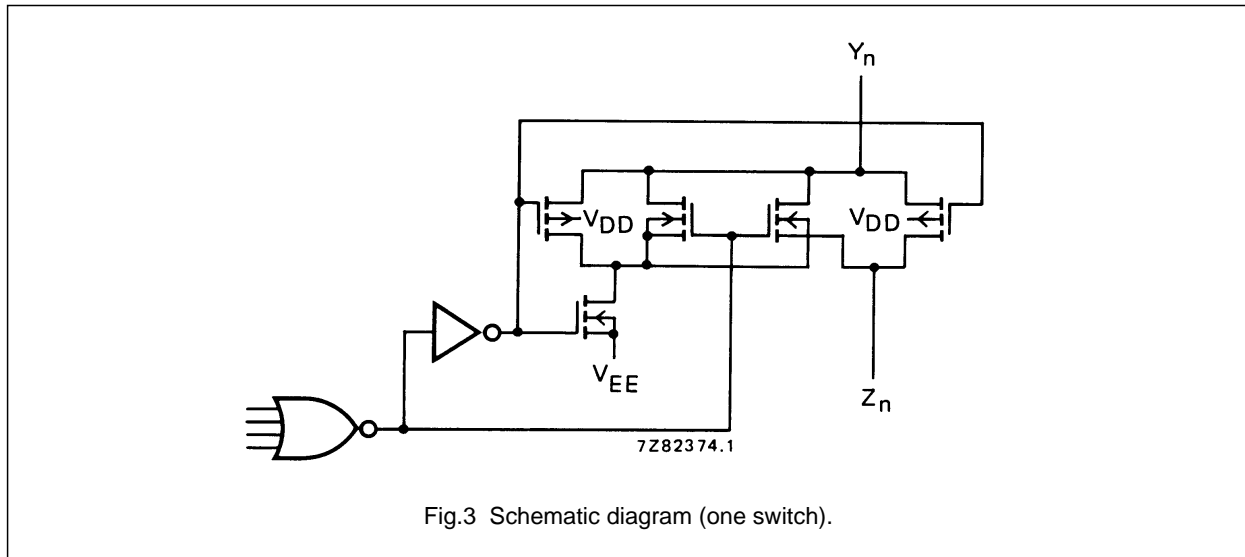 Yn
VDD
VDD
VEE
Zn
7Z82374.1
Fig.3 Schematic diagram (one switch).